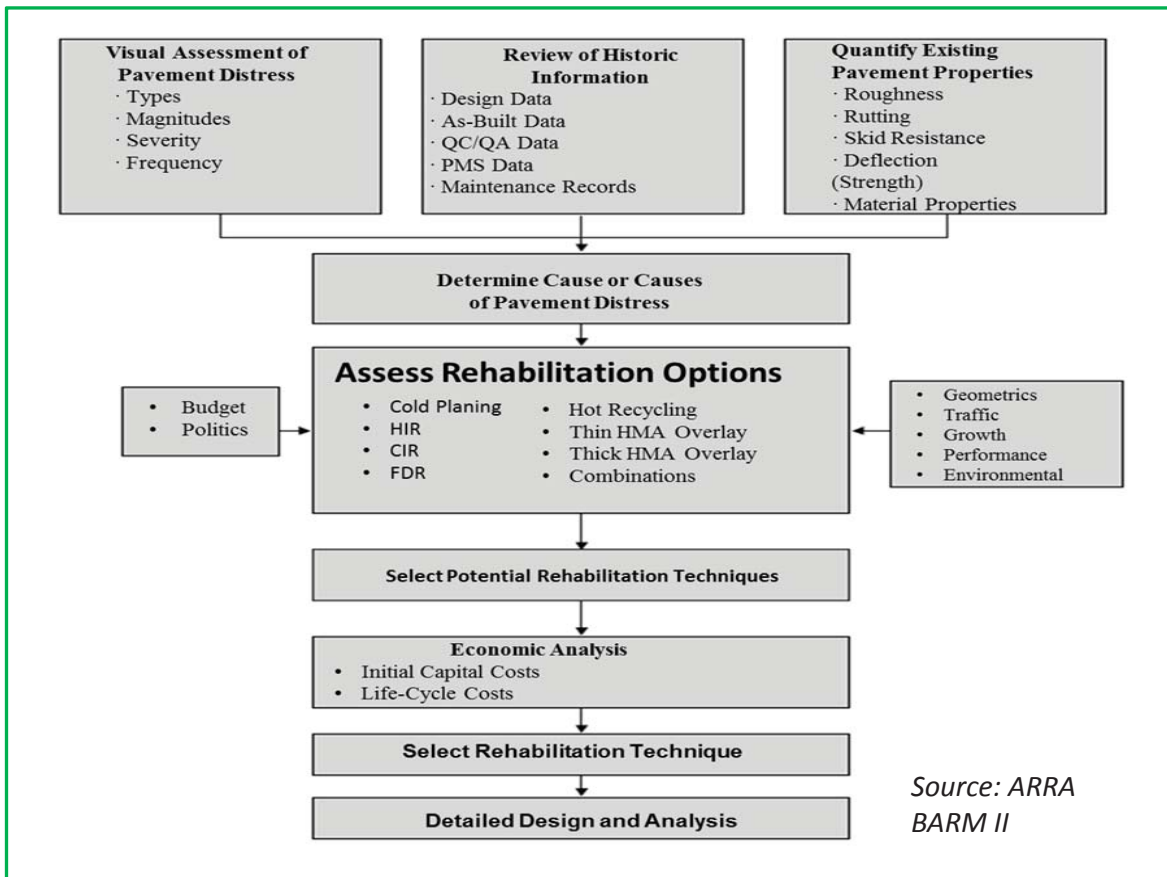 Visual Assessment of
Pavement Distress
· Types
· Magnitudes
· Severity
· Frequency
Review of Historic
Information
· Design Data
· As-Built Data
· QC/QA Data
· PMS Data
· Maintenance Records
Quantify Existing
Pavement Properties
· Roughness
· Rutting
· Skid Resistance
· Deflection
(Strength)
· Material Properties
Determine Cause or Causes
of Pavement Distress
• Budget
• Politics
Assess Rehabilitation Options
• Cold Planing
• HIR
• CIR
• FDR
• Hot Recycling
• Thin HMA Overlay
• Thick HMA Overlay
• Combinations
• Geometrics
• Traffic
• Growth
• Performance
• Environmental
Select Potential Rehabilitation Techniques
Economic Analysis
• Initial Capital Costs
• Life-Cycle Costs
Select Rehabilitation Technique
Detailed Design and Analysis
Source: ARRA
BARM II